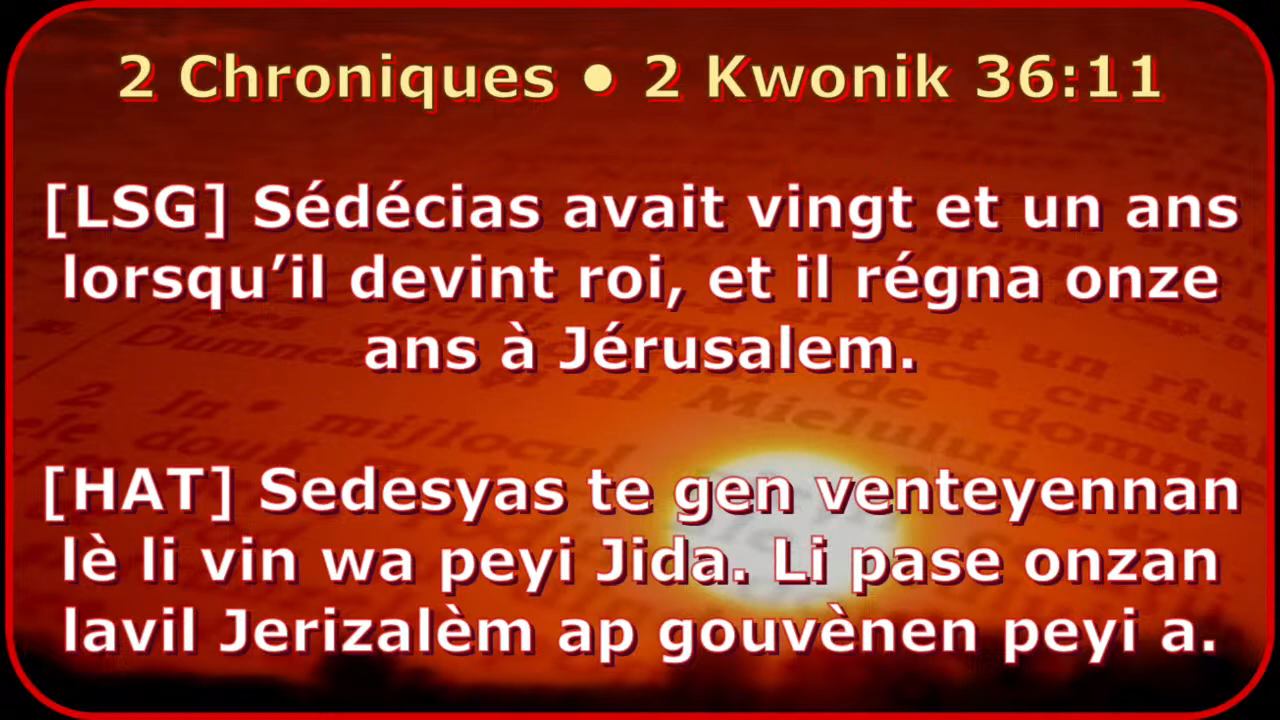 2 Chroniques • 2 Kwonik 36:11
[LSG] Sédécias avait vingt et un ans
lorsqu’il devint roi, et il régna onze
ans à Jérusalem.
[HAT] Sedesyas te gen venteyennan
lè li vin wa peyi Jida. Li pase onzan
lavil Jerizalèm ap gouvènen peyi a.